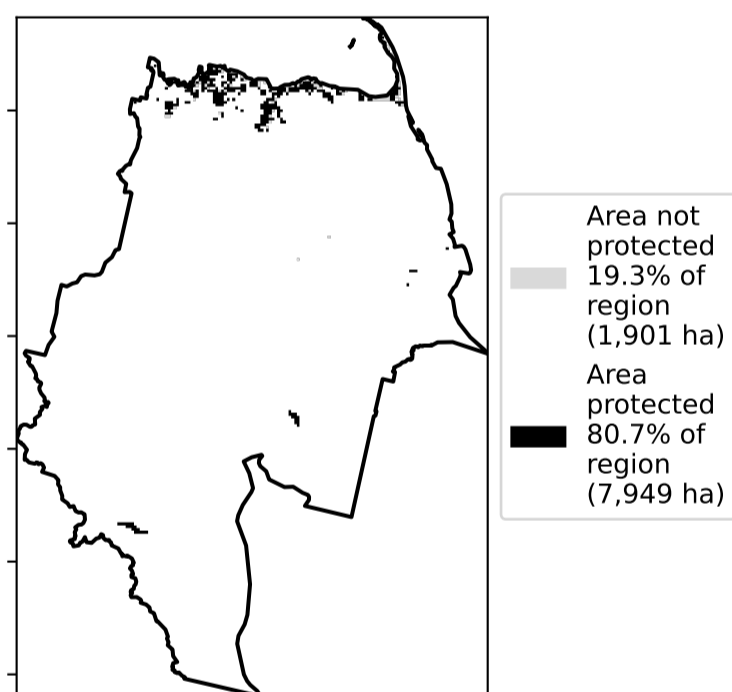 Area not
protected
19.3% of
region
(1,901 ha)
Area
protected
80.7% of
region
(7,949 ha)